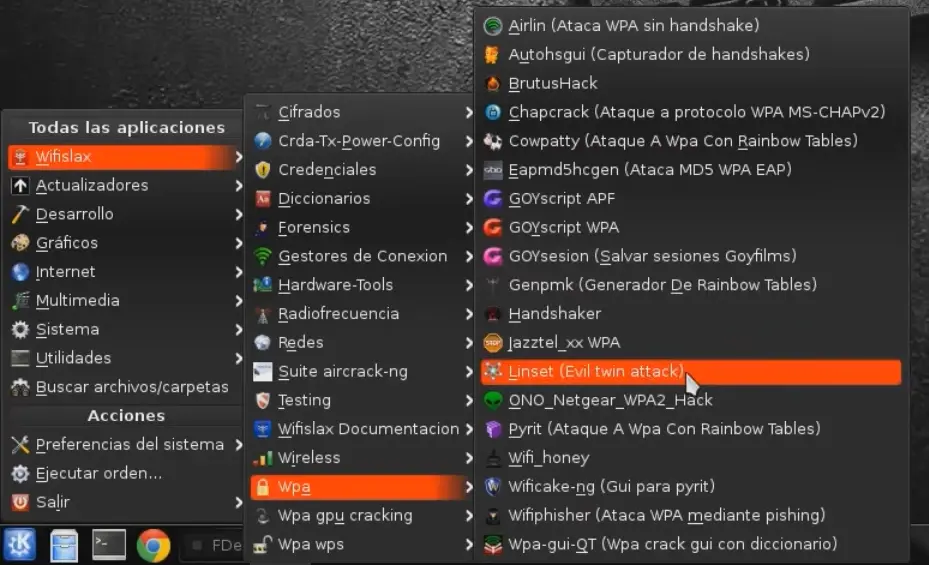 Todas las aplicaciones
Wifislax
Actualizadores
Desarrollo
Gráficos
Internet
Multimedia
Sistema
Utilidades
Buscar archivos/carpetas
Acciones
Preferencias del sistema
Ejecutar orden...
Salir
Cifrados
Crda-Tx-Power-Config
Credenciales
Diccionarios
Forensics
Gestores de Conexion
Hardware-Tools
Radiofrecuencia
Redes
Suite aircrack-ng
Testing
Wifislax Documentacion
Wireless
Wpa
Wpa gpu cracking
Wpa wps
Airlin (Ataca WPA sin handshake)
Autohsgui (Capturador de handshakes)
BrutusHack
Chapcrack (Ataque a protocolo WPA MS-CHAPv2)
Cowpatty (Ataque A Wpa Con Rainbow Tables)
Eapmd5hcgen (Ataca MD5 WPA EAP)
GOYscript APF
GOYscript WPA
GOYsesion (Salvar sesiones Goyfilms)
Genpmk (Generador De Rainbow Tables)
Handshaker
Jazztel_xx WPA
Linset (Evil twin attack)
ONO_Netgear_WPA2_Hack
Pyrit (Ataque A Wpa Con Rainbow Tables)
Wifi_honey
Wificake-ng (Gui para pyrit)
Wifiphisher (Ataca WPA mediante pishing)
Wpa-gui-QT (Wpa crack gui con diccionario)
FDe